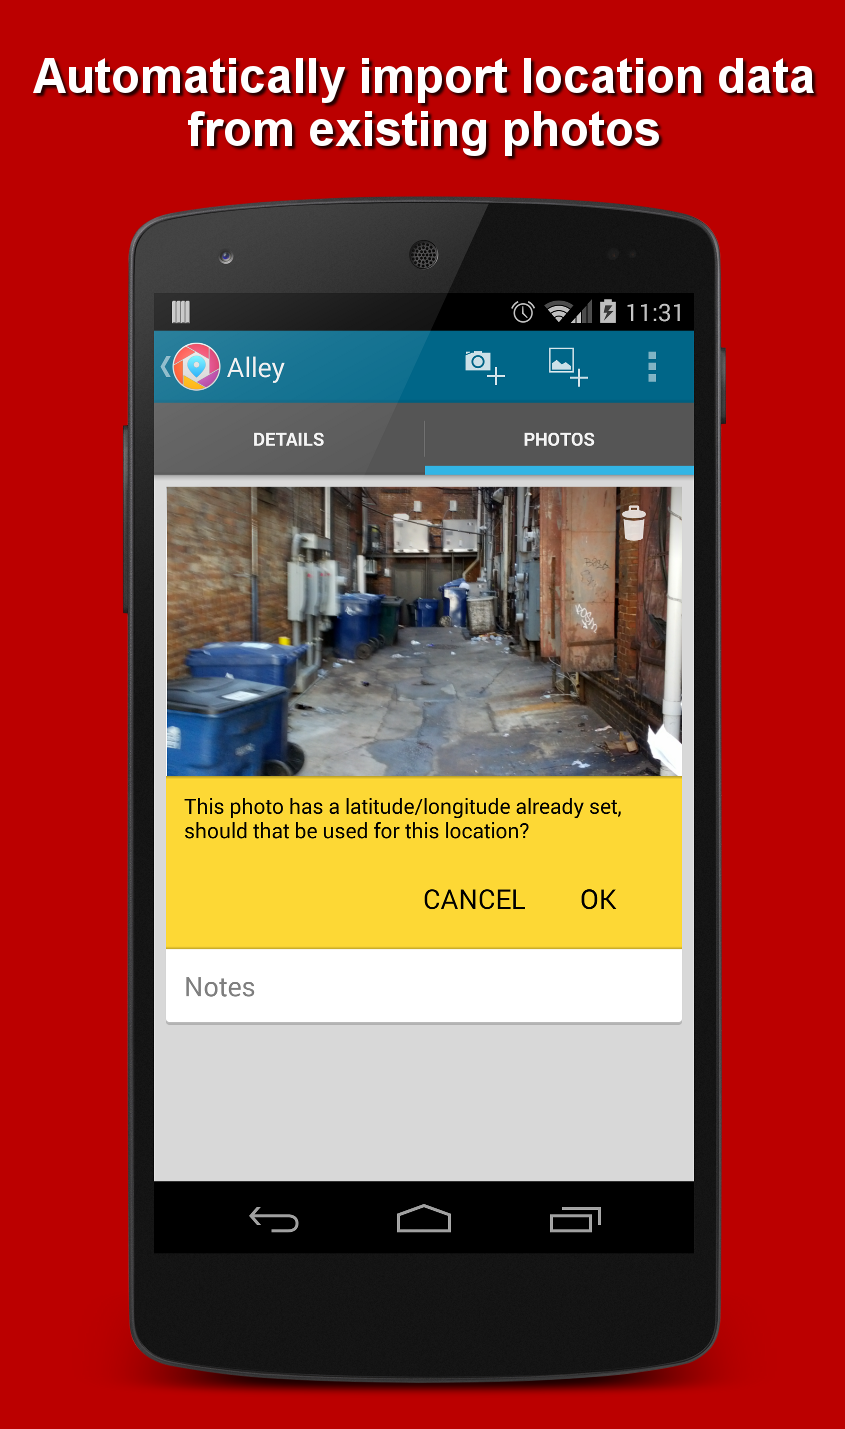 Automatically import location data
from existing photos
11:31
Alley
DETAILS
PHOTOS
This photo has a latitude/longitude already set,
should that be used for this location?
CANCEL
OK
Notes